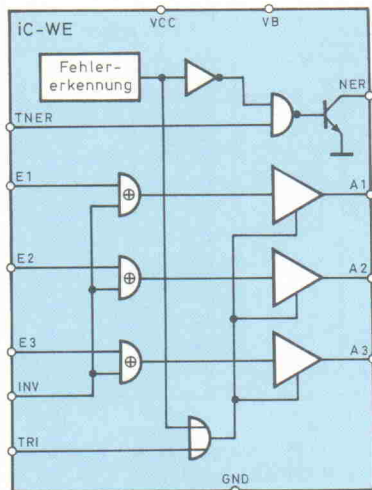 VCC VB
iC-WE
Fehler-
erkennung
NER
TNER
E1 A1
⊕
E2 A2
⊕
E3 A3
⊕
INV
TRI
GND